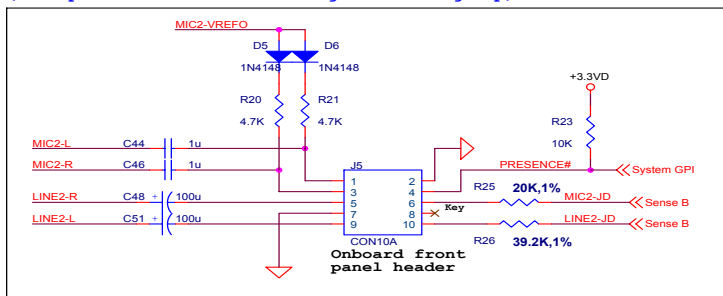 MIC2-VREFO
D5 D6
1N4148 1N4148
+3.3VD
R20 R21
4.7K 4.7K
R23
10K
MIC2-L C44 1u
MIC2-R C46 1u
J5
PRESENCE# System GPI
LINE2-R C48 + 100u
LINE2-L C51 + 100u
1 2
3 4
5 6
7 8
9 10
Key
R25 20K,1% MIC2-JD Sense B
LINE2-JD Sense B
R26 39.2K,1%
CON10A
Onboard front
panel header